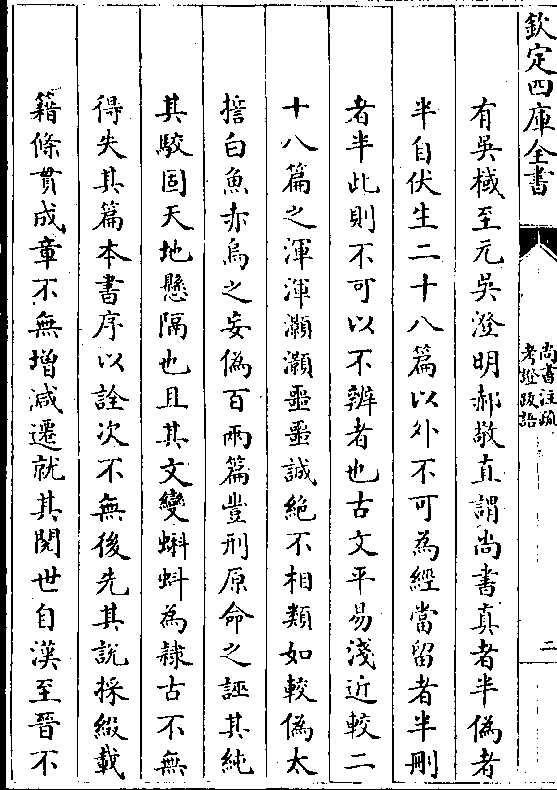 欽定四庫全書
尚書注疏
考證跋語
二
有吳棫至元吳澄明郝敬直謂尚書真者半偽者
半自伏生二十八篇以外不可為經當留者半刪
者半此則不可以不辨者也古文平易淺近較二
十八篇之渾渾灝灝噩噩誠絕不相類如較偽太
誓白魚赤烏之妄偽百兩篇豐刑原命之誣其純
其駮固天地懸隔也且其文變蝌蚪為隸古不無
得失其篇本書序以詮次不無後先其說採綴載
籍條貫成章不無增減遷就其閱世自漢至晉不